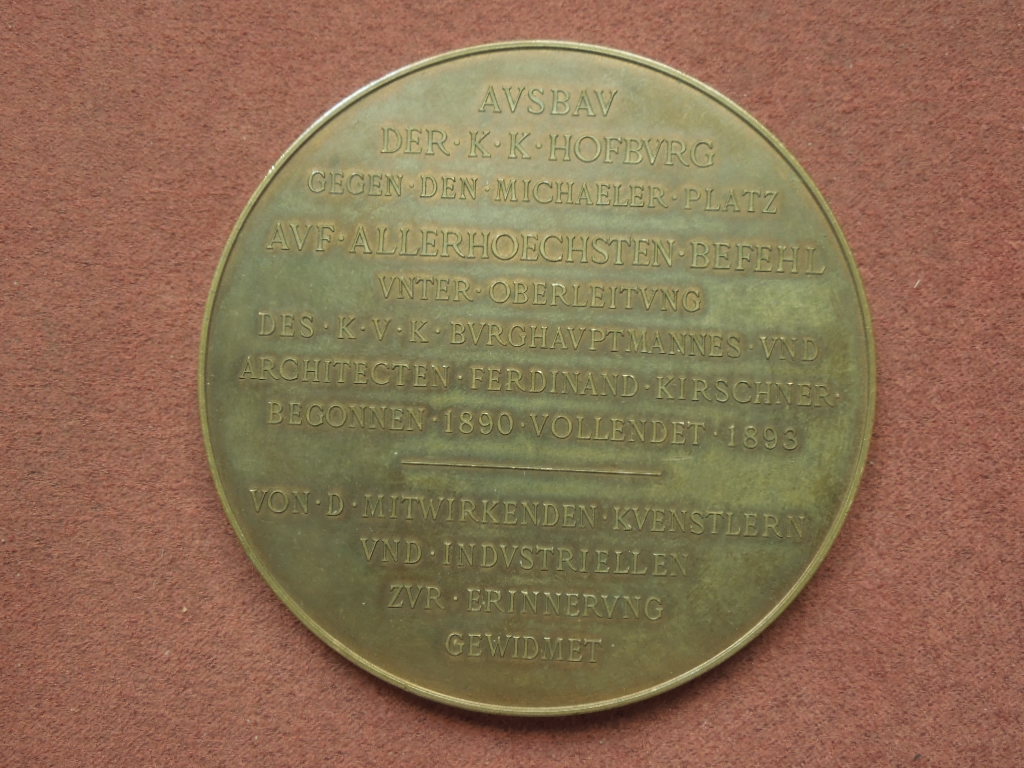 AVSBAV
DER·K·K·HOFBVRG
GEGEN·DEN·MICHAELER·PLATZ
AVF·ALLERHOECHSTEN·BEFEHL
VNTER·OBERLEITVNG
DES·K·V·K·BVRGHAVPTMANNES·VND
ARCHITECTEN·FERDINAND·KIRSCHNER·
BEGONNEN·1890·VOLLENDET·1893
VON·D·MITWIRKENDEN·KVENSTLERN
VND·INDVSTRIELLEN
ZVR·ERINNERVNG
GEWIDMET